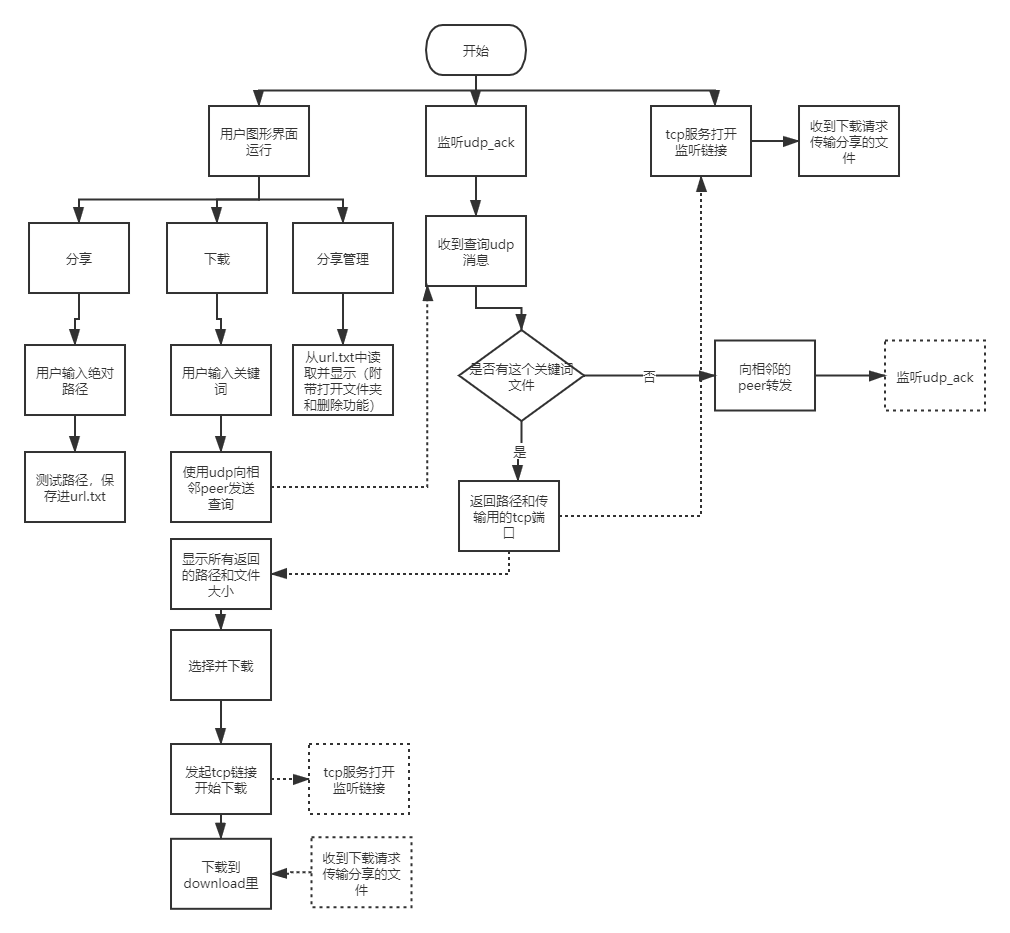 开始
用户图形界面
运行
监听udp_ack
tcp服务打开
监听链接
收到下载请求
传输分享的文
件
分享
下载
分享管理
收到查询udp
消息
用户输入绝对
路径
用户输入关键
词
从url.txt中读
取并显示（附
带打开文件夹
和删除功能）
是否有这个关键词
文件
否
向相邻的
peer转发
监听udp_ack
是
测试路径，保
存进url.txt
使用udp向相
邻peer发送
查询
返回路径和传
输用的tcp端
口
显示所有返回
的路径和文件
大小
选择并下载
发起tcp链接
开始下载
tcp服务打开
监听链接
下载到
download里
收到下载请求
传输分享的文
件